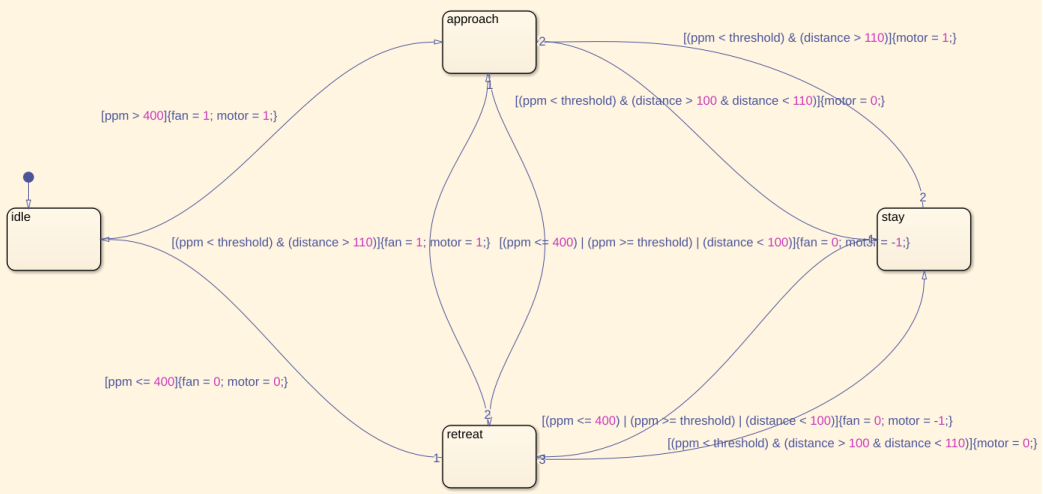 approach
2
[(ppm < threshold) & (distance > 110)]{motor = 1;}
1
[(ppm < threshold) & (distance > 100 & distance < 110)]{motor = 0;}
[ppm > 400]{fan = 1; motor = 1;}
2
idle
stay
[(ppm < threshold) & (distance > 110)]{fan = 1; motor = 1;}
[(ppm <= 400) | (ppm >= threshold) | (distance < 100)]{fan = 0; motor = -1;}
1
[ppm <= 400]{fan = 0; motor = 0;}
2
[(ppm <= 400) | (ppm >= threshold) | (distance < 100)]{fan = 0; motor = -1;}
retreat
[(ppm < threshold) & (distance > 100 & distance < 110)]{motor = 0;}
1
3